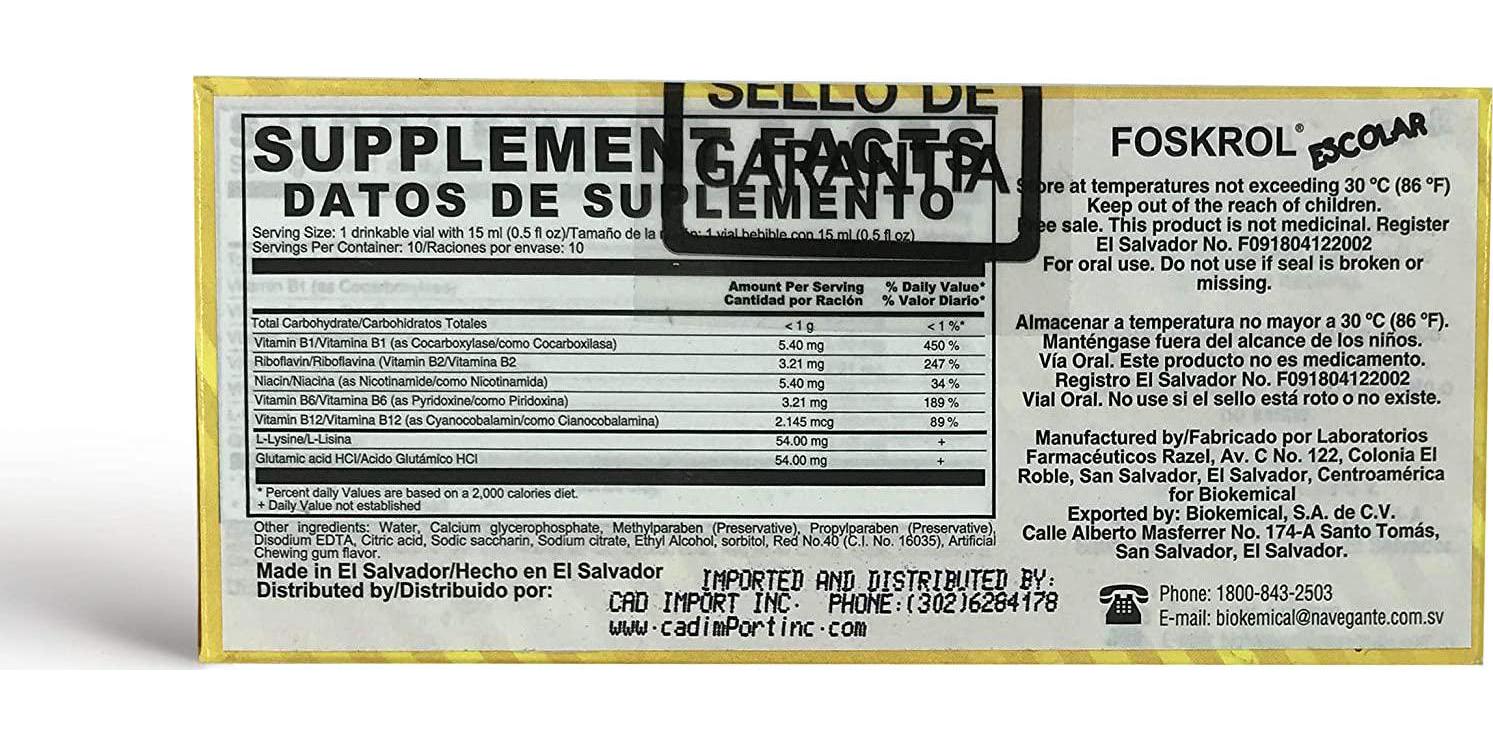 SELLO DE
GARANTIA
SUPPLEMENT FACTS
DATOS DE SUPLEMENTO
Serving Size: 1 drinkable vial with 15 ml (0.5 fl oz)/Tamaño de la 1 vial bebible con 15 ml (0.5 fl oz)
Servings Per Container: 10/Raciones por envase: 10
Amount Per Serving % Daily Value*
Cantidad por Ración % Valor Diario*
Total Carbohydrate/Carbohidratos Totales < 1 g < 1 %*
Vitamin B1/Vitamina B1 (as Cocarboxylase/como Cocarboxilasa) 5.40 mg 450 %
Riboflavin/Riboflavina (Vitamin B2/Vitamina B2 3.21 mg 247 %
Niacin/Niacina (as Nicotinamide/como Nicotinamida) 5.40 mg 34 %
Vitamin B6/Vitamina B6 (as Pyridoxine/como Piridoxina) 3.21 mg 189 %
Vitamin B12/Vitamina B12 (as Cyanocobalamin/como Cianocobalamina) 2.145 mcg 89 %
L-Lysine/L-Lisina 54.00 mg +
Glutamic acid HCl/Acido Glutámico HCl 54.00 mg +
* Percent daily Values are based on a 2,000 calories diet.
+ Daily Value not established
Other ingredients: Water, Calcium glycerophosphate, Methylparaben (Preservative), Propylparaben (Preservative),
Disodium EDTA, Citric acid, Sodic saccharin, Sodium citrate, Ethyl Alcohol, sorbitol, Red No.40 (C.I. No. 16035), Artificial
Chewing gum flavor.
Made in El Salvador/Hecho en El Salvador
Distributed by/Distribuido por:
IMPORTED AND DISTRIBUTED BY:
CAD IMPORT INC. PHONE:(302)6284178
www.cadimPortinc.com
FOSKROL® ESCOLAR
Store at temperatures not exceeding 30 ºC (86 ºF)
Keep out of the reach of children.
Free sale. This product is not medicinal. Register
El Salvador No. F091804122002
For oral use. Do not use if seal is broken or
missing.
Almacenar a temperatura no mayor a 30 ºC (86 ºF).
Manténgase fuera del alcance de los niños.
Vía Oral. Este producto no es medicamento.
Registro El Salvador No. F091804122002
Vial Oral. No use si el sello está roto o no existe.
Manufactured by/Fabricado por Laboratorios
Farmacéuticos Razel, Av. C No. 122, Colonia El
Roble, San Salvador, El Salvador, Centroamérica
for Biokemical
Exported by: Biokemical, S.A. de C.V.
Calle Alberto Masferrer No. 174-A Santo Tomás,
San Salvador, El Salvador.
Phone: 1800-843-2503
E-mail: biokemical@navegante.com.sv